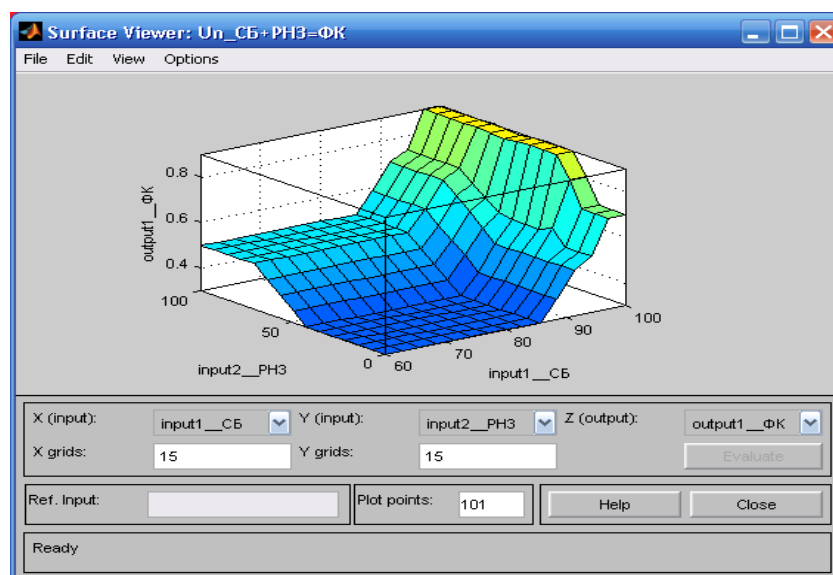 Surface Viewer: Un_СБ+РНЗ=ФК
File Edit View Options
0.8
0.6
0.4
output1__ФК
100
50
0
input2__РНЗ
60
70
80
90
100
input1__СБ
X (input): input1__СБ Y (input): input2__РНЗ Z (output): output1__ФК
X grids: 15 Y grids: 15 Evaluate
Ref. Input: Plot points: 101 Help Close
Ready